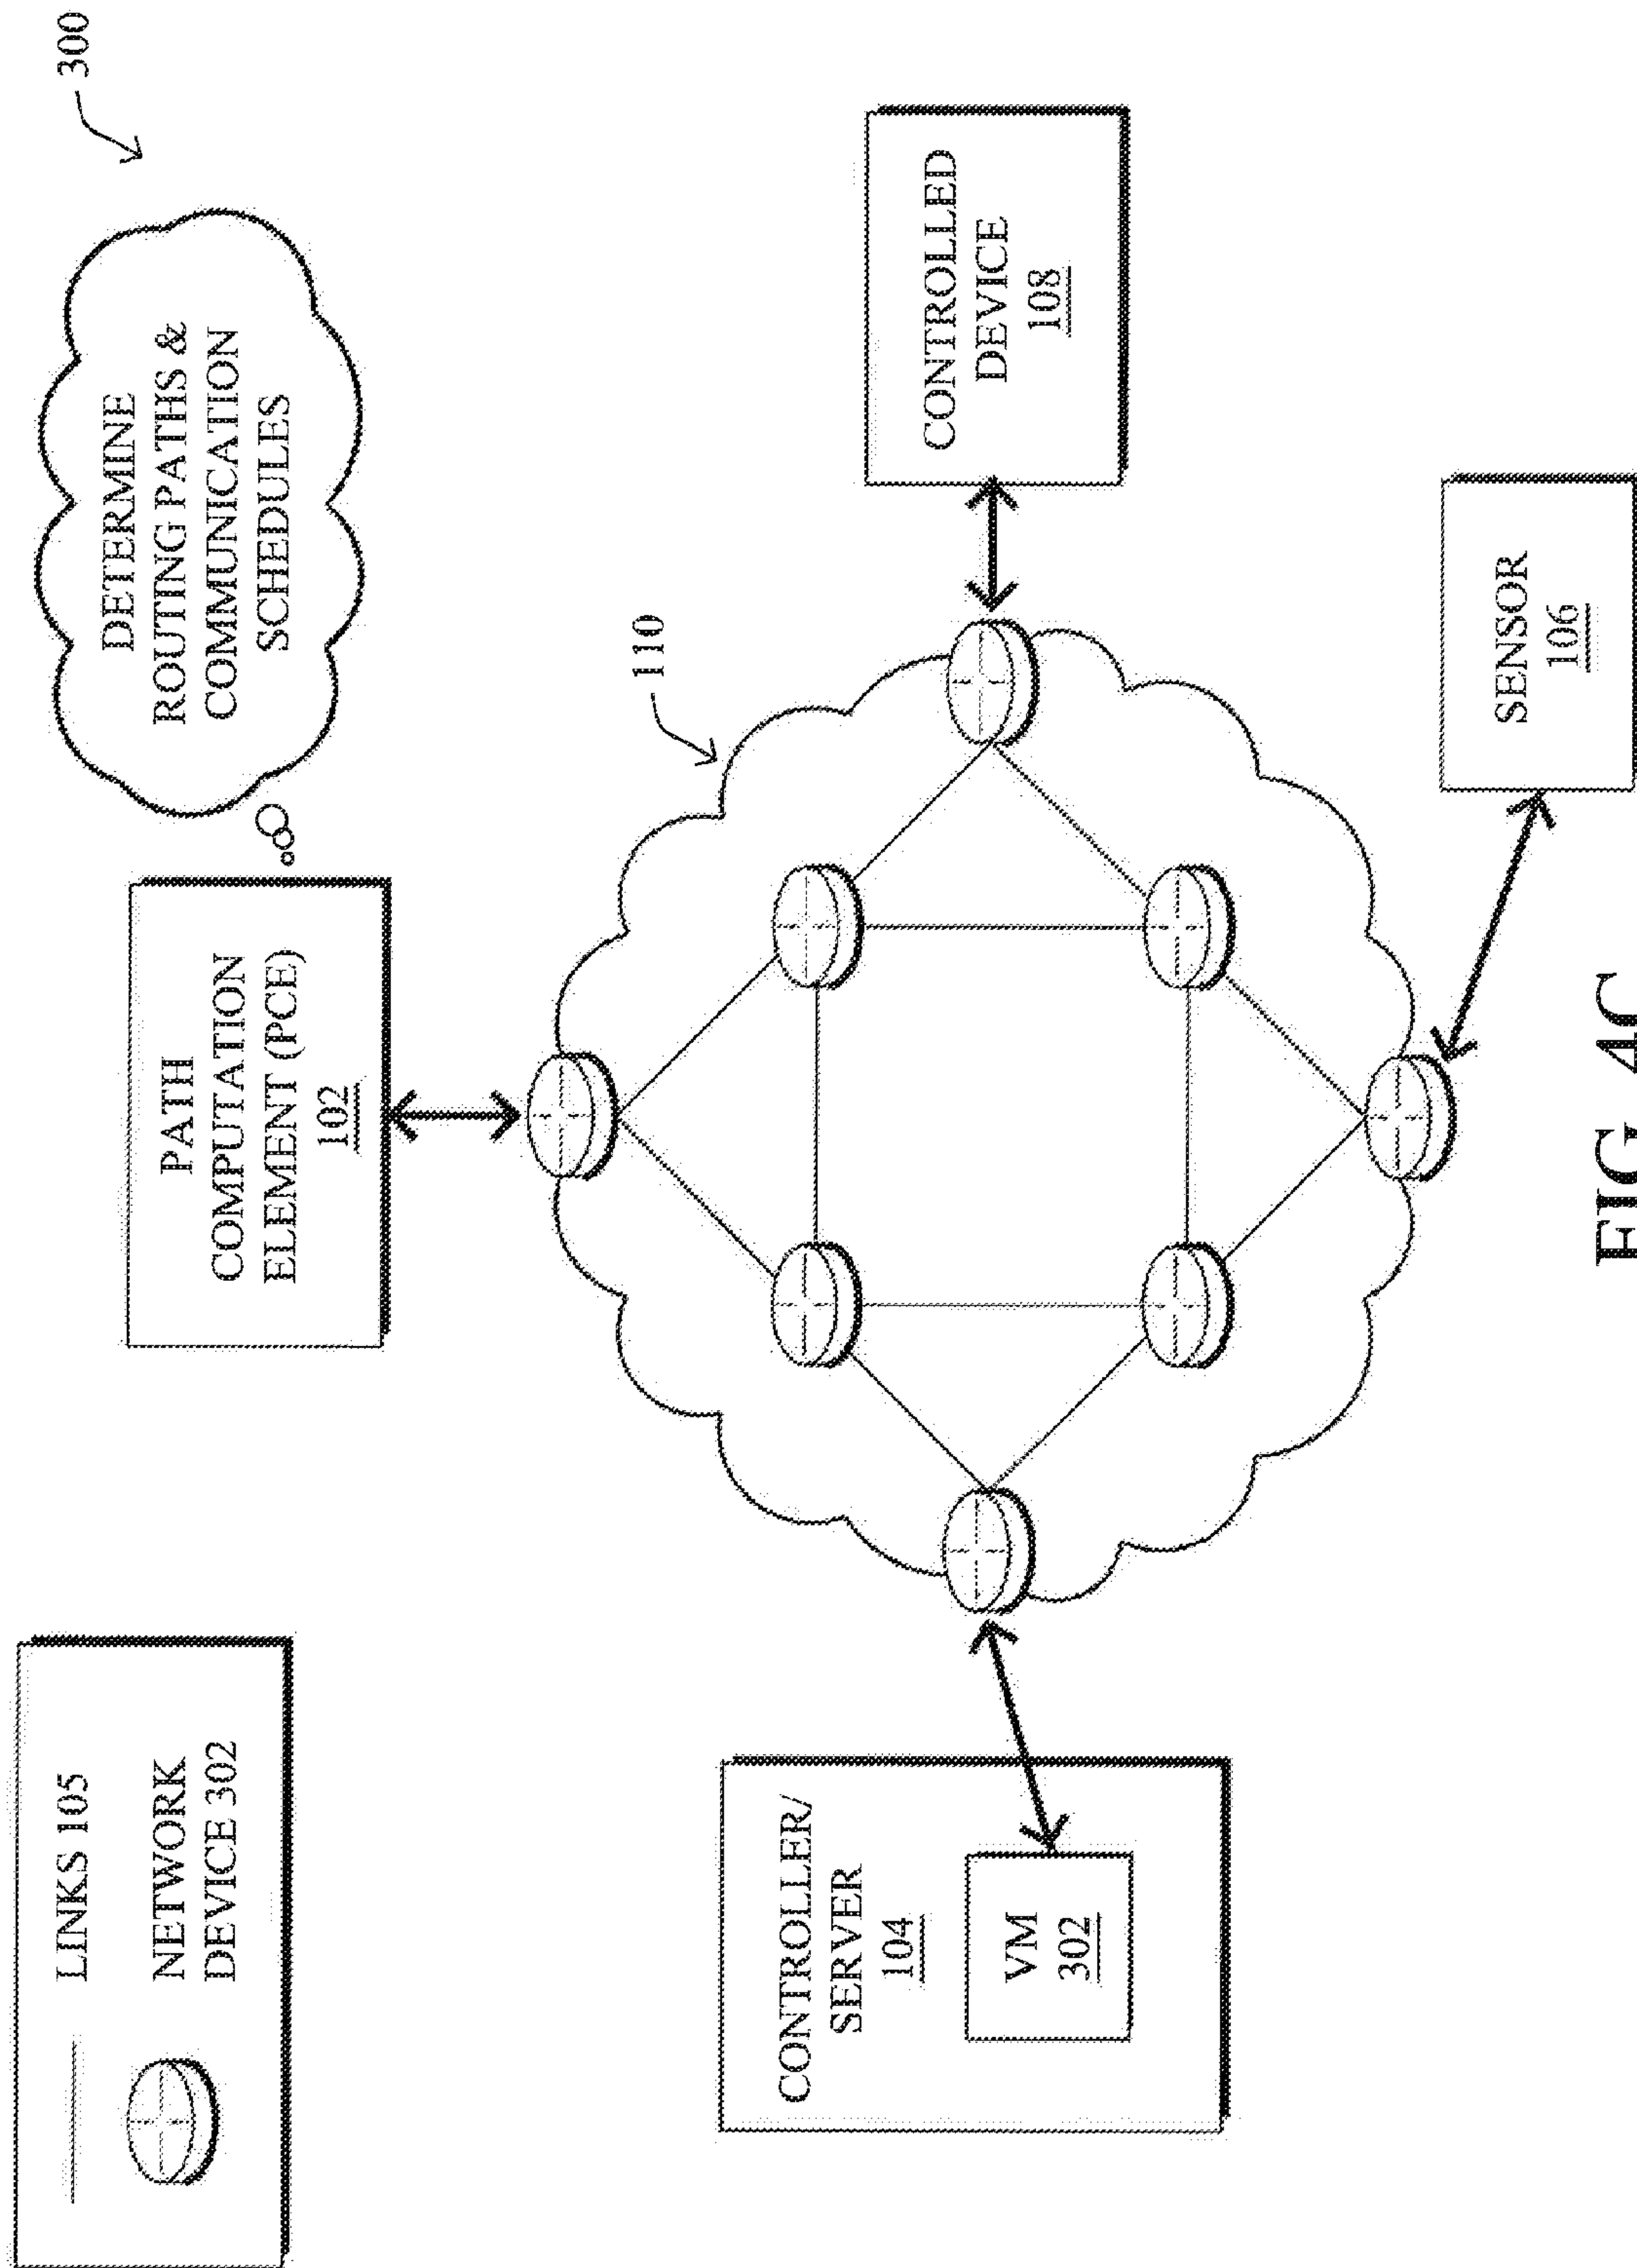 300
LINKS 105
NETWORK
DEVICE 302
PATH
COMPUTATION
ELEMENT (PCE)
102
DETERMINE
ROUTING PATHS &
COMMUNICATION
SCHEDULES
110
CONTROLLER/
SERVER
104
VM
302
CONTROLLED
DEVICE
108
SENSOR
106
FIG. 4C